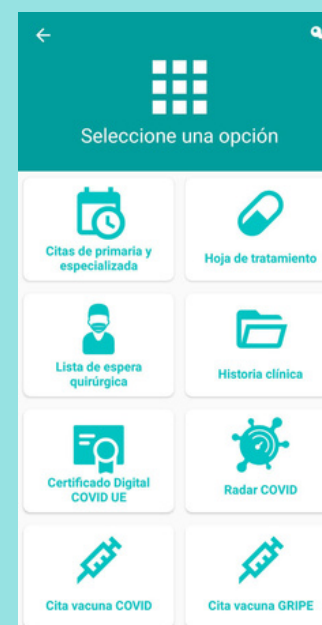 Seleccione una opción
Citas de primaria y
especializada
Hoja de tratamiento
Lista de espera
quirúrgica
Historia clínica
Certificado Digital
COVID UE
Radar COVID
Cita vacuna COVID
Cita vacuna GRIPE